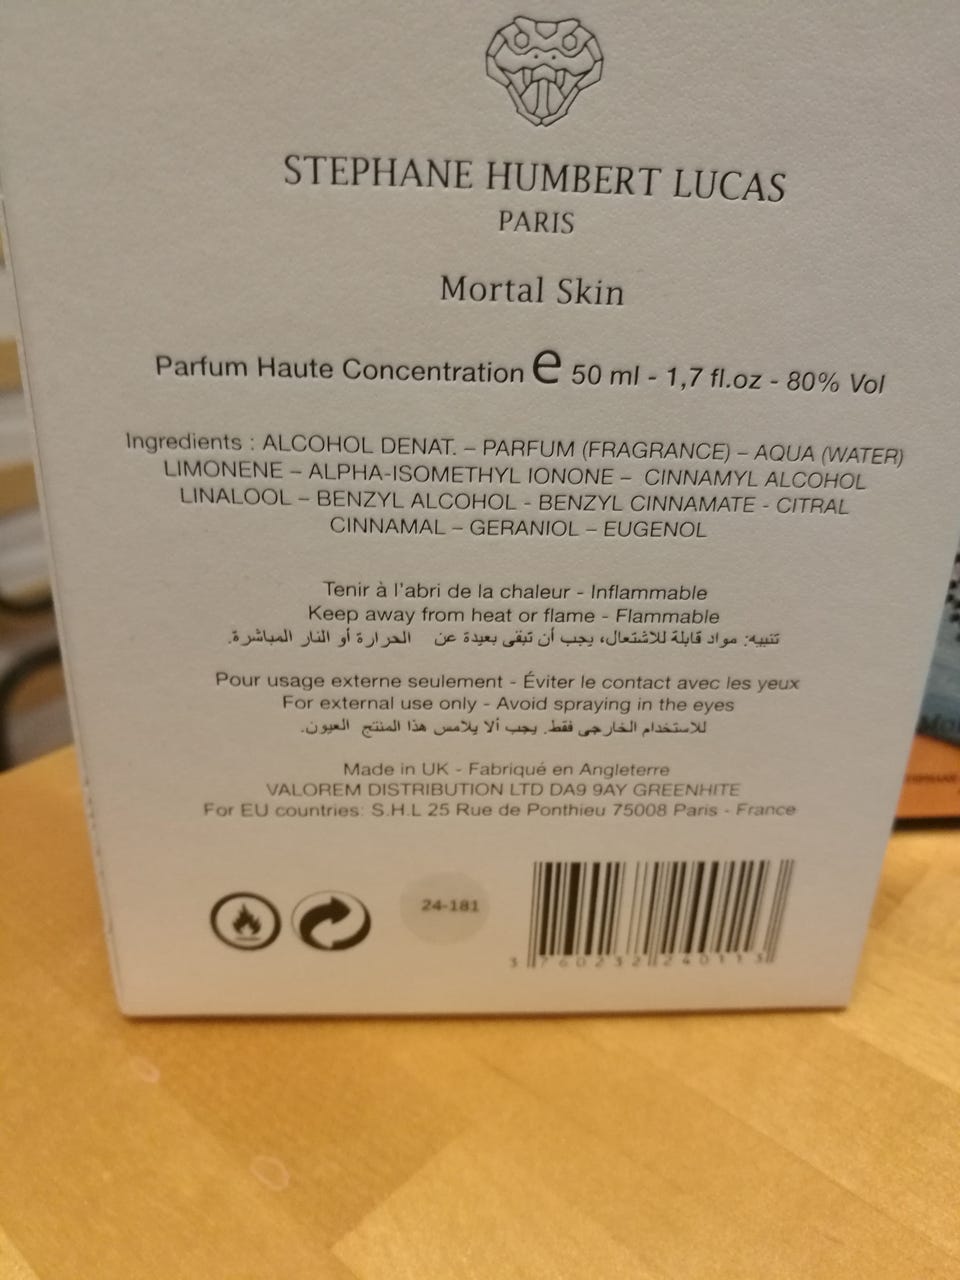 STEPHANE HUMBERT LUCAS
PARIS
Mortal Skin
Parfum Haute Concentration e 50 ml - 1,7 fl.oz - 80% Vol
Ingredients : ALCOHOL DENAT. – PARFUM (FRAGRANCE) – AQUA (WATER)
LIMONENE – ALPHA-ISOMETHYL IONONE – CINNAMYL ALCOHOL
LINALOOL – BENZYL ALCOHOL - BENZYL CINNAMATE - CITRAL
CINNAMAL – GERANIOL – EUGENOL
Tenir à l'abri de la chaleur - Inflammable
Keep away from heat or flame - Flammable
تنبيه: مواد قابلة للاشتعال، يجب أن تبقى بعيدة عن الحرارة أو النار المباشرة.
Pour usage externe seulement - Éviter le contact avec les yeux
For external use only - Avoid spraying in the eyes
للاستخدام الخارجي فقط. يجب ألا يلامس هذا المنتج العيون.
Made in UK - Fabriqué en Angleterre
VALOREM DISTRIBUTION LTD DA9 9AY GREENHITE
For EU countries: S.H.L 25 Rue de Ponthieu 75008 Paris - France
24-181
3 760232 240113